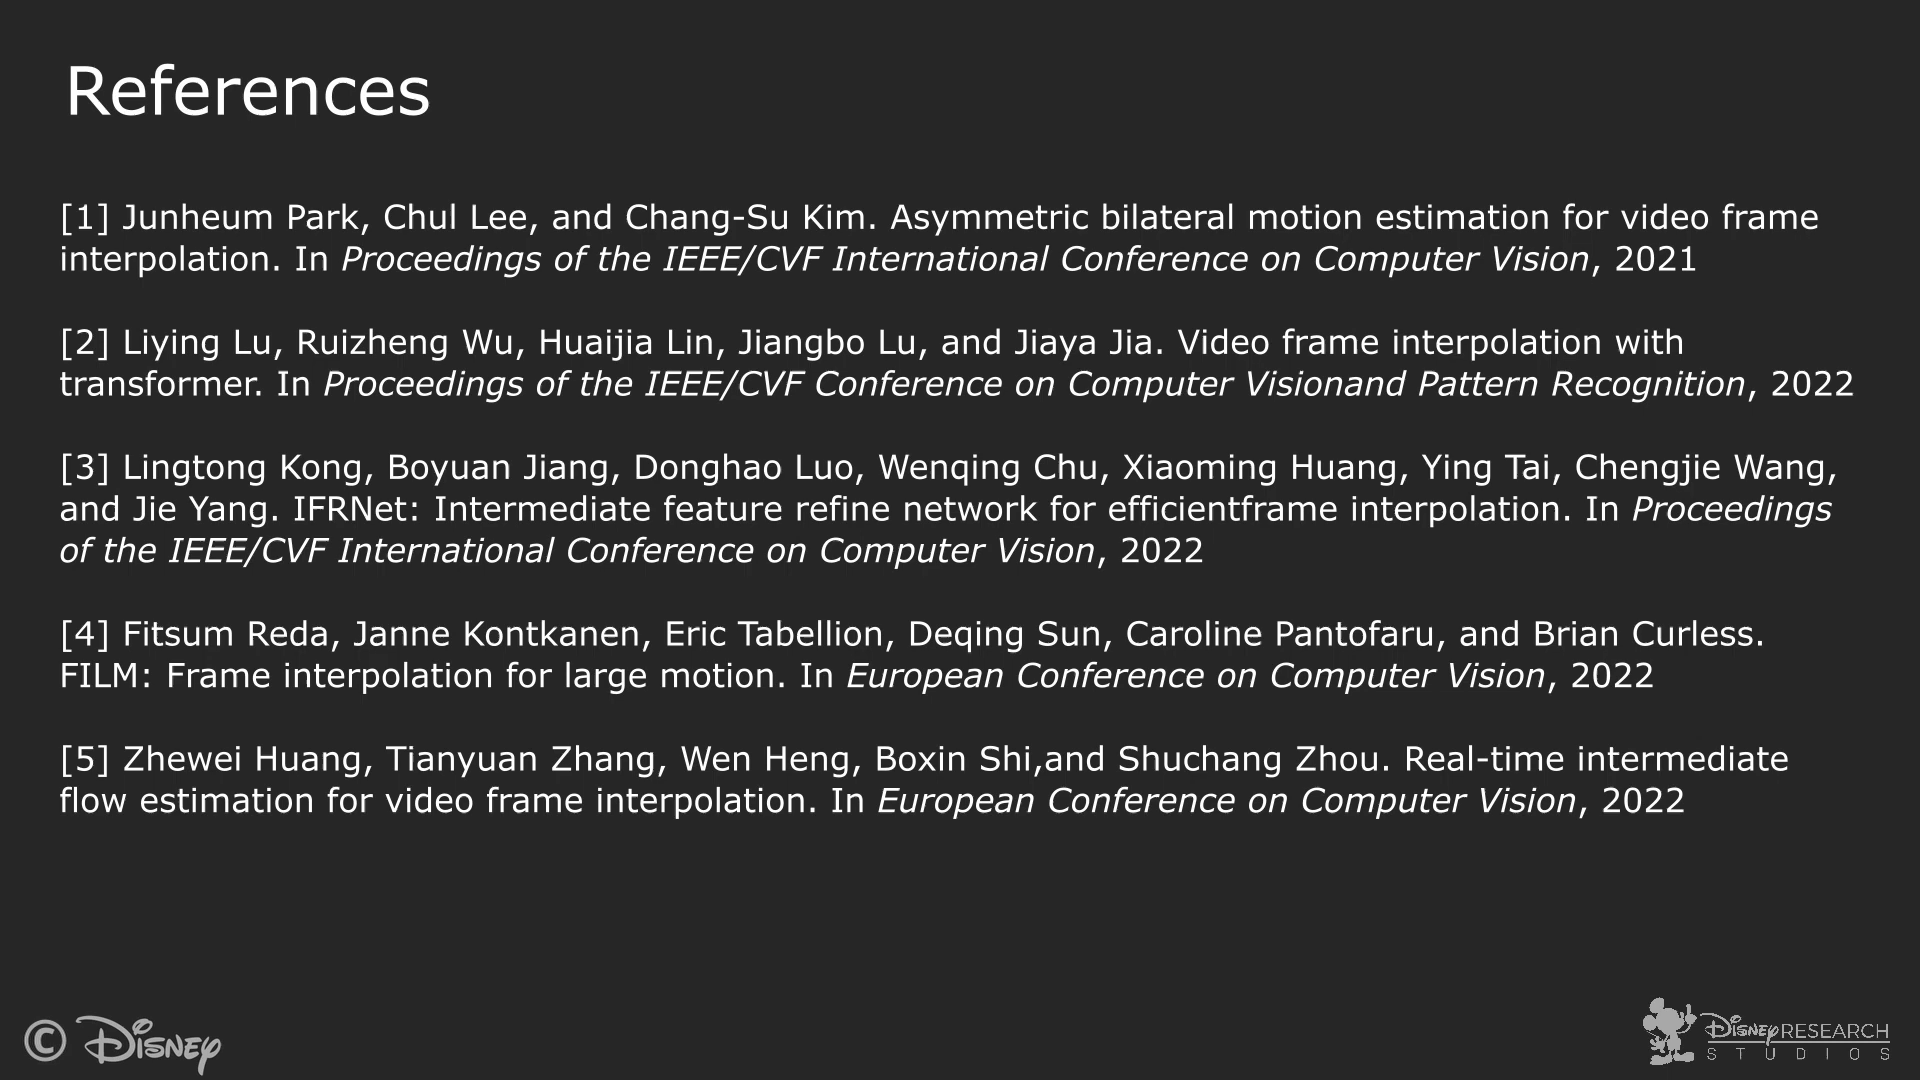 References
[1] Junheum Park, Chul Lee, and Chang-Su Kim. Asymmetric bilateral motion estimation for video frame
interpolation. In Proceedings of the IEEE/CVF International Conference on Computer Vision, 2021
[2] Liying Lu, Ruizheng Wu, Huaijia Lin, Jiangbo Lu, and Jiaya Jia. Video frame interpolation with
transformer. In Proceedings of the IEEE/CVF Conference on Computer Visionand Pattern Recognition, 2022
[3] Lingtong Kong, Boyuan Jiang, Donghao Luo, Wenqing Chu, Xiaoming Huang, Ying Tai, Chengjie Wang,
and Jie Yang. IFRNet: Intermediate feature refine network for efficientframe interpolation. In Proceedings
of the IEEE/CVF International Conference on Computer Vision, 2022
[4] Fitsum Reda, Janne Kontkanen, Eric Tabellion, Deqing Sun, Caroline Pantofaru, and Brian Curless.
FILM: Frame interpolation for large motion. In European Conference on Computer Vision, 2022
[5] Zhewei Huang, Tianyuan Zhang, Wen Heng, Boxin Shi,and Shuchang Zhou. Real-time intermediate
flow estimation for video frame interpolation. In European Conference on Computer Vision, 2022
© Disney
Disney RESEARCH
STUDIOS